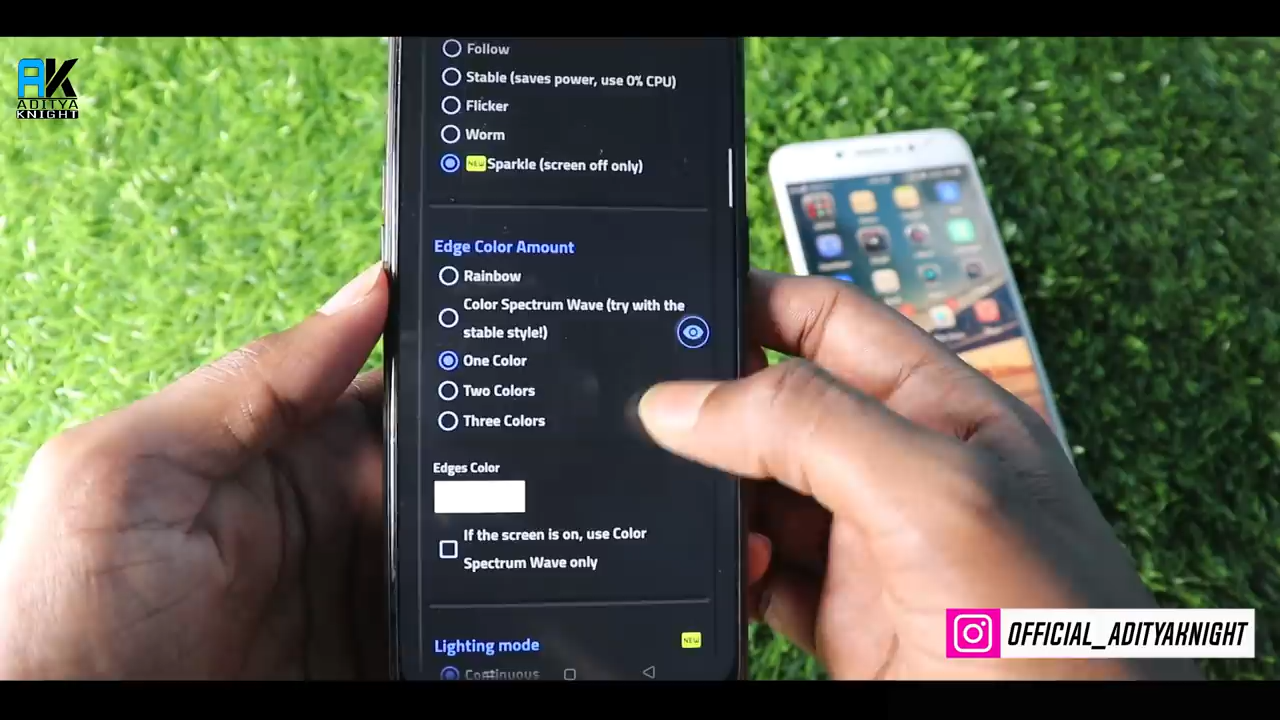 AK
ADITYA
KNIGHT
Follow
Stable (saves power, use 0% CPU)
Flicker
Worm
NEW Sparkle (screen off only)
Edge Color Amount
Rainbow
Color Spectrum Wave (try with the
stable style!)
One Color
Two Colors
Three Colors
Edges Color
If the screen is on, use Color
Spectrum Wave only
Lighting mode NEW
Continuous
OFFICIAL_ADITYAKNIGHT